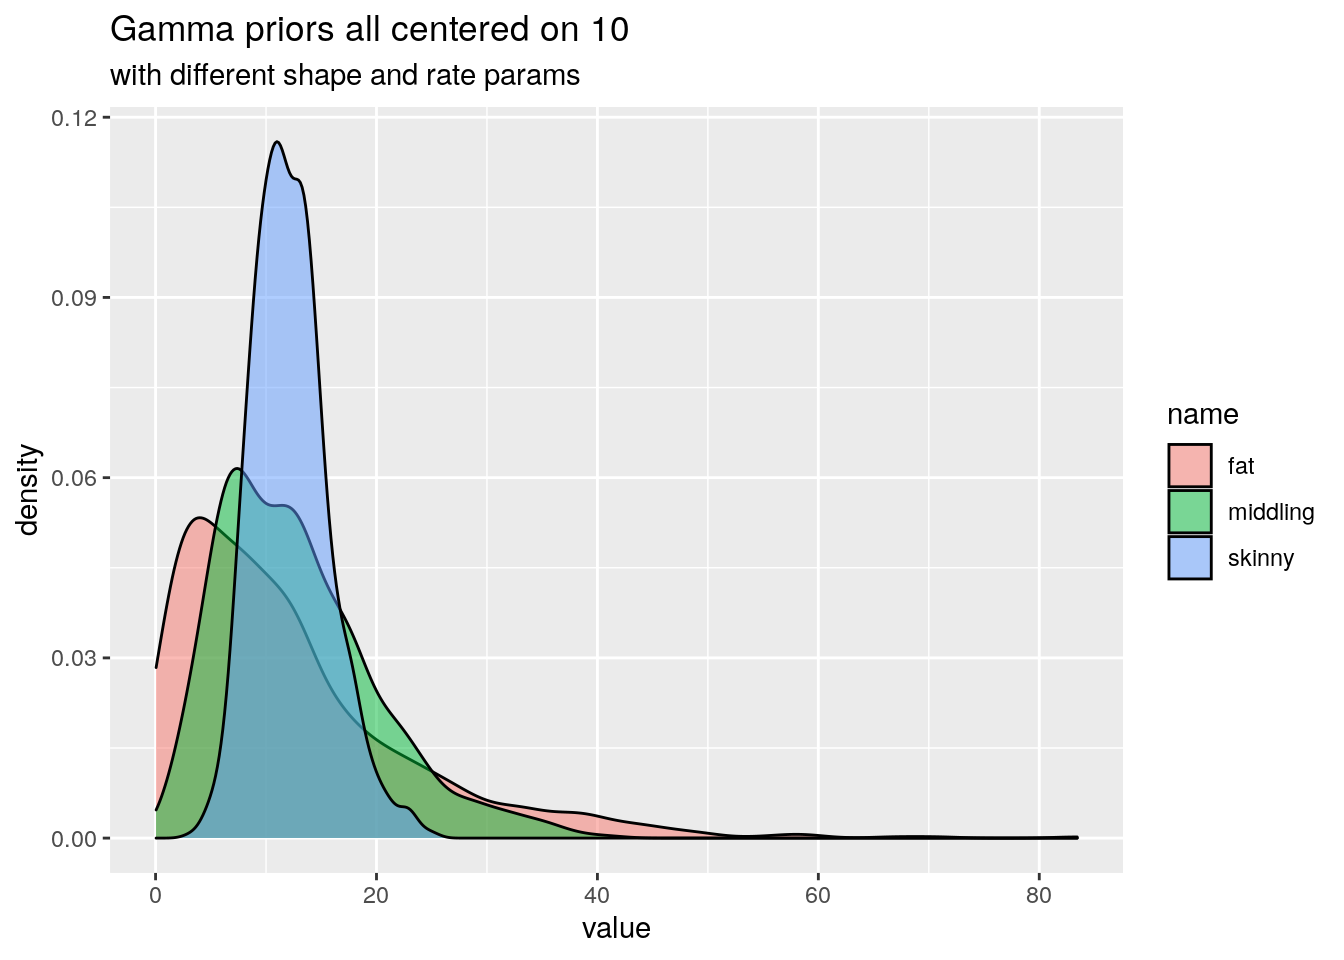 Gamma priors all centered on 10
with different shape and rate params
0.12
0.09
0.06
0.03
0.00
density
0 20 40 60 80
value
name
fat
middling
skinny